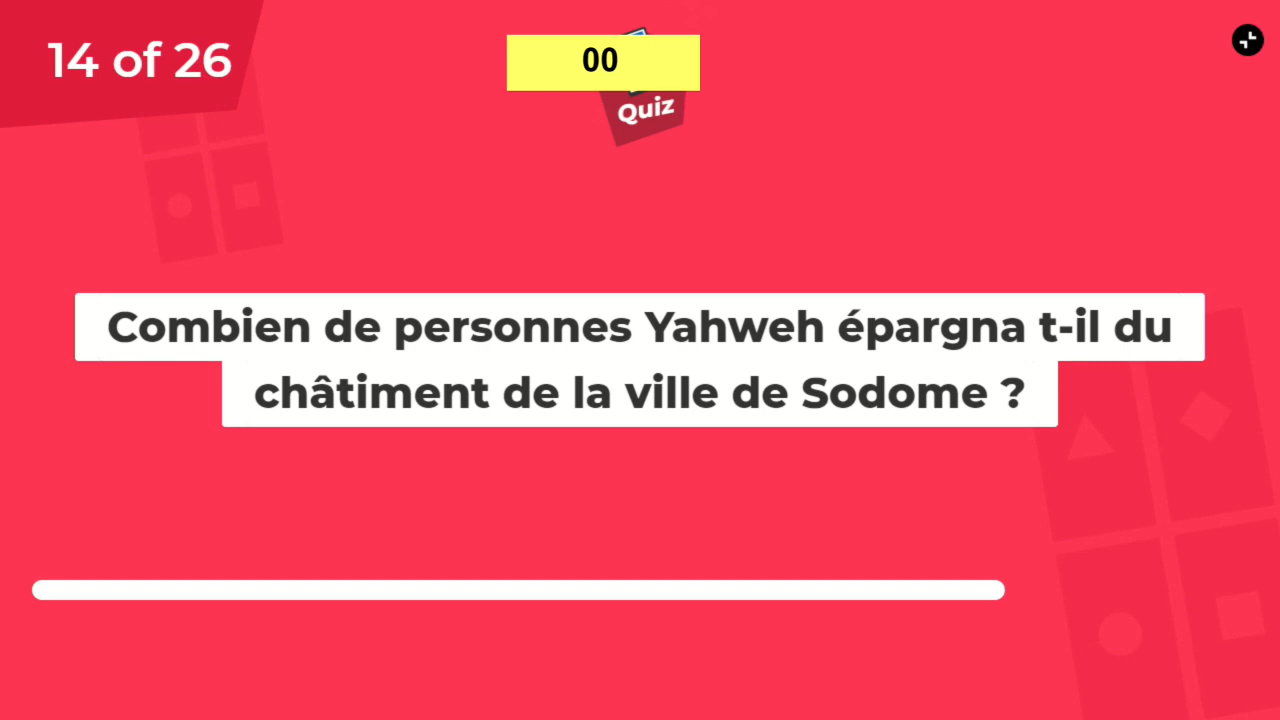 14 of 26
00
Quiz
Combien de personnes Yahweh épargna t-il du
châtiment de la ville de Sodome ?